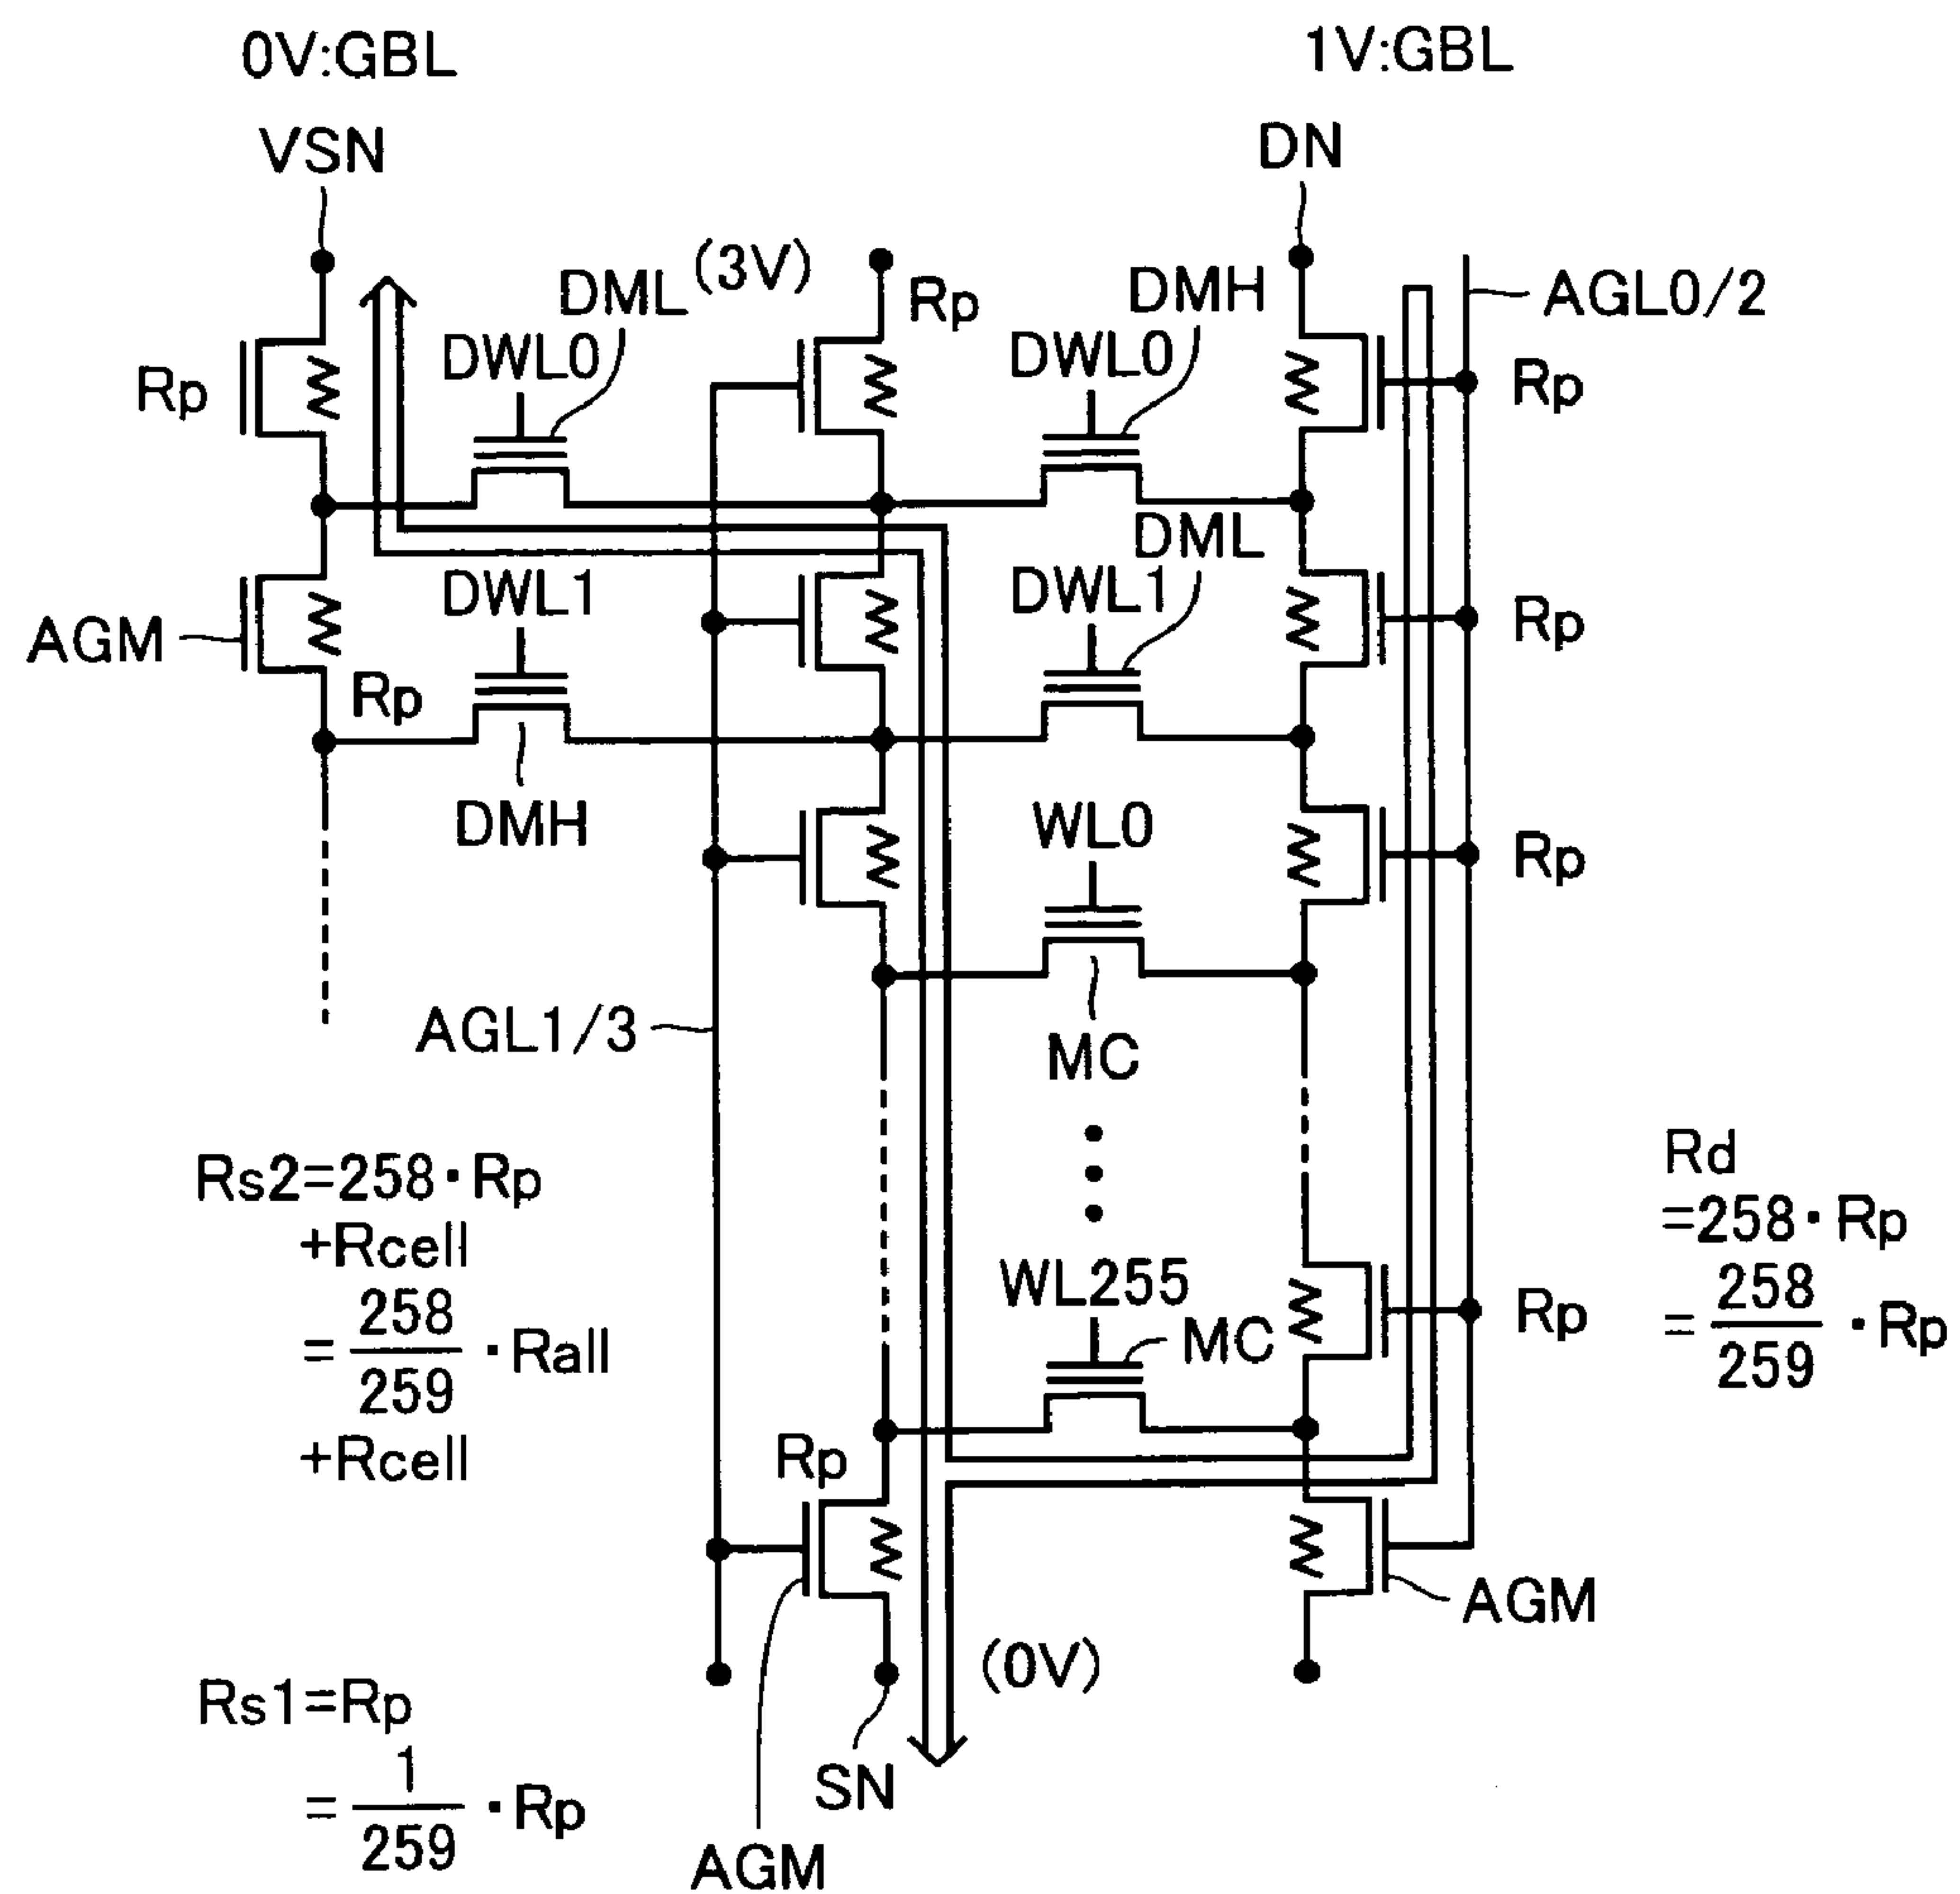 0V:GBL
1V:GBL
VSN
DN
DML
(3V)
Rp
DMH
AGL0/2
DWL0
DWL0
Rp
Rp
DML
DWL1
DWL1
AGM
Rp
Rp
DMH
WL0
Rp
AGL1/3
MC
Rs2=258·Rp
+Rcell
=258/259·Rall
+Rcell
Rd
=258·Rp
=258/259·Rp
WL255
MC
Rp
Rp
AGM
(0V)
Rs1=Rp
=1/259·Rp
SN
AGM